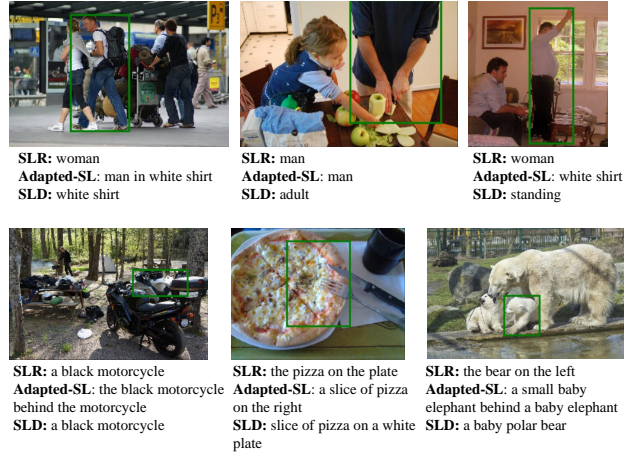 P
SLR: woman
Adapted-SL: man in white shirt
SLD: white shirt
SLR: man
Adapted-SL: man
SLD: adult
SLR: woman
Adapted-SL: white shirt
SLD: standing
SLR: a black motorcycle
Adapted-SL: the black motorcycle
behind the motorcycle
SLD: a black motorcycle
SLR: the pizza on the plate
Adapted-SL: a slice of pizza
on the right
SLD: slice of pizza on a white
plate
SLR: the bear on the left
Adapted-SL: a small baby
elephant behind a baby elephant
SLD: a baby polar bear